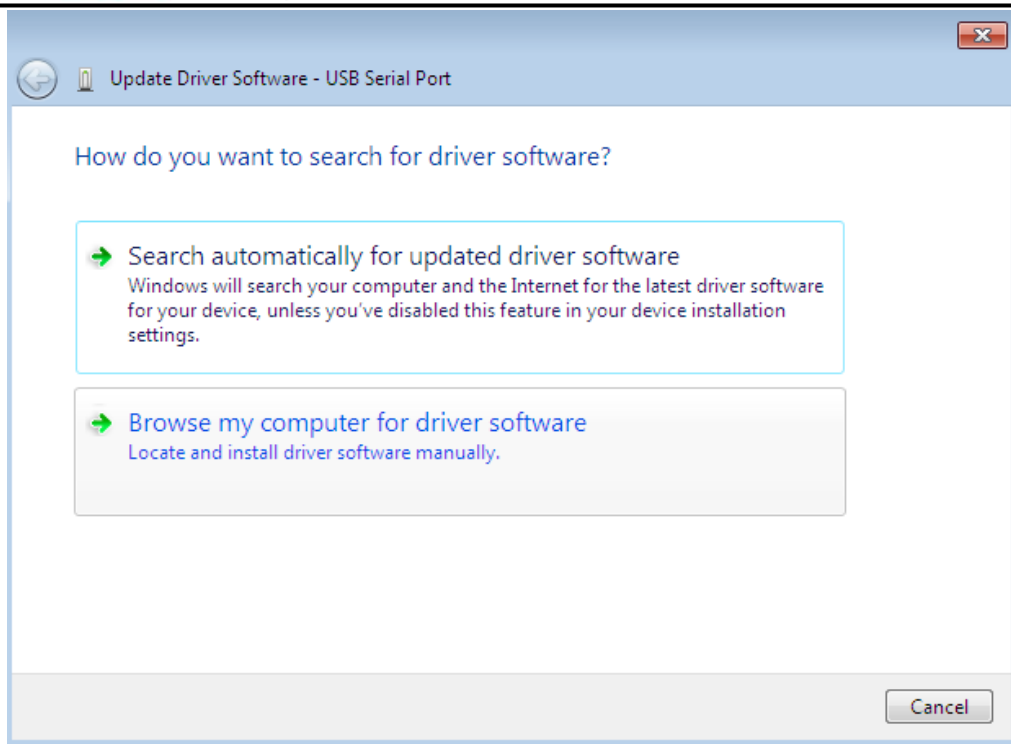 Update Driver Software - USB Serial Port
How do you want to search for driver software?
Search automatically for updated driver software
Windows will search your computer and the Internet for the latest driver software
for your device, unless you've disabled this feature in your device installation
settings.
Browse my computer for driver software
Locate and install driver software manually.
Cancel